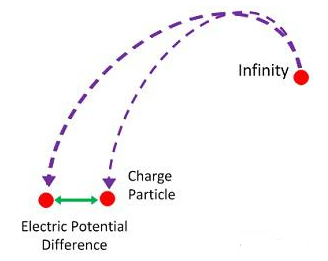 Infinity
Charge
Particle
Electric Potential
Difference